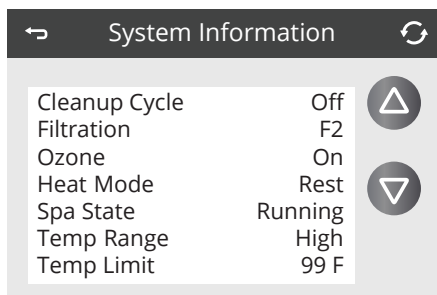 System Information
Cleanup Cycle Off
Filtration F2
Ozone On
Heat Mode Rest
Spa State Running
Temp Range High
Temp Limit 99 F